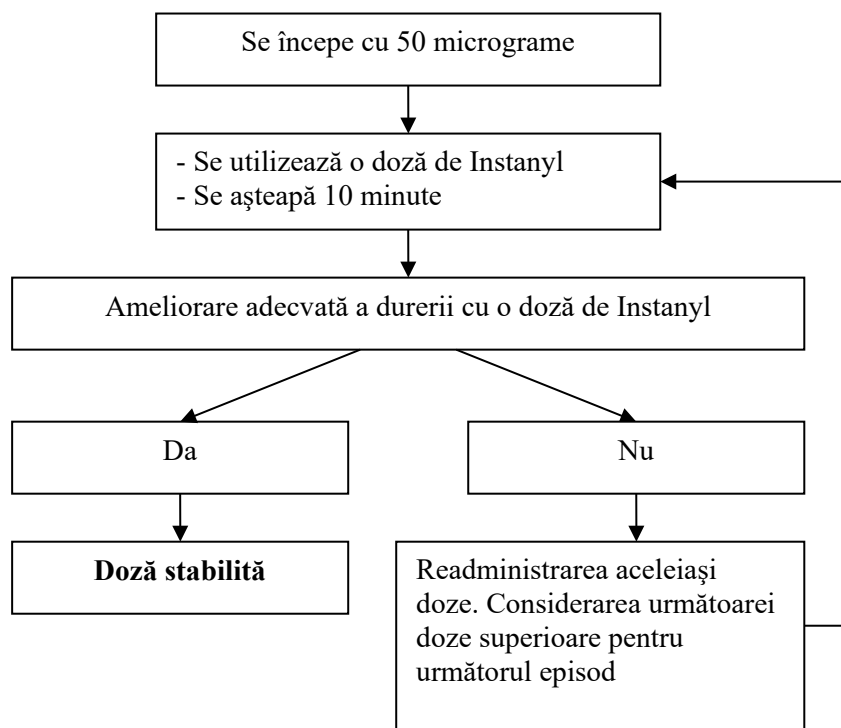 Se începe cu 50 micrograme
- Se utilizează o doză de Instanyl
- Se aşteapă 10 minute
Ameliorare adecvată a durerii cu o doză de Instanyl
Da
Nu
Doză stabilită
Readministrarea aceleiaşi
doze. Considerarea următoarei
doze superioare pentru
următorul episod